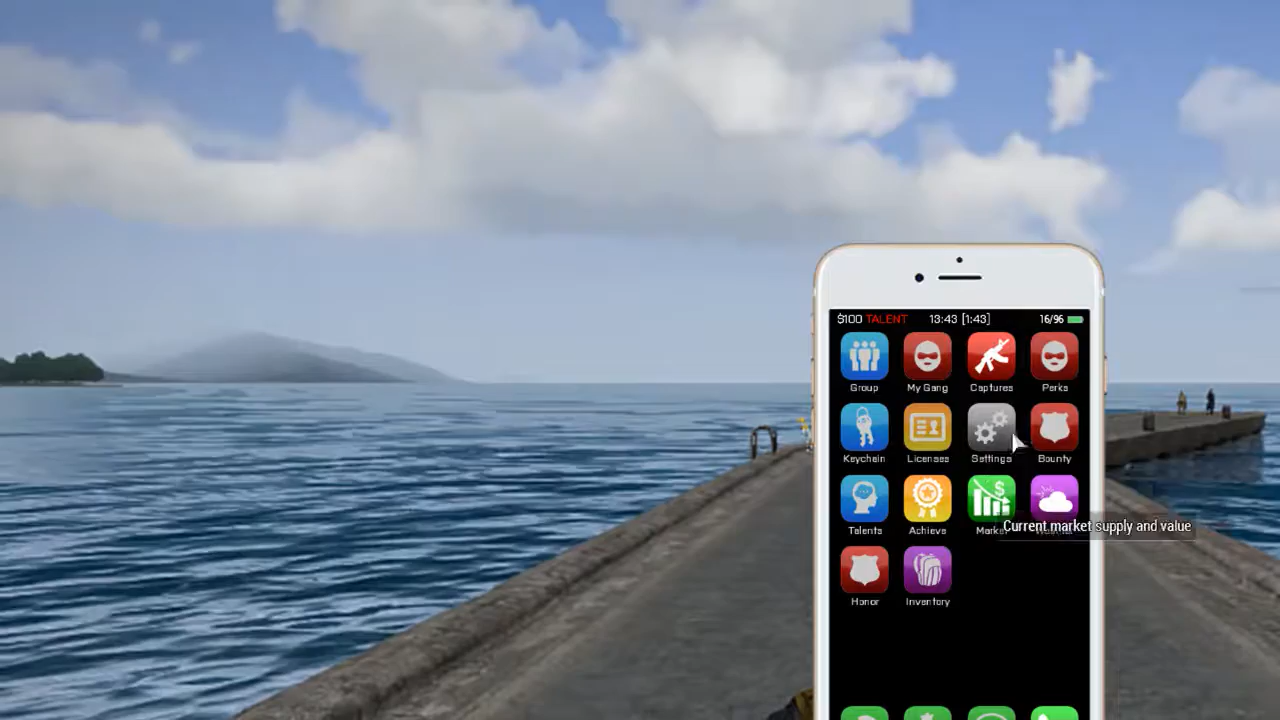 $100 TALENT 13:43 [1:43] 16/96
Group My Gang Captures Perks
Keychain Licenses Settings Bounty
Talents Achieve Market
Current market supply and value
Honor Inventory